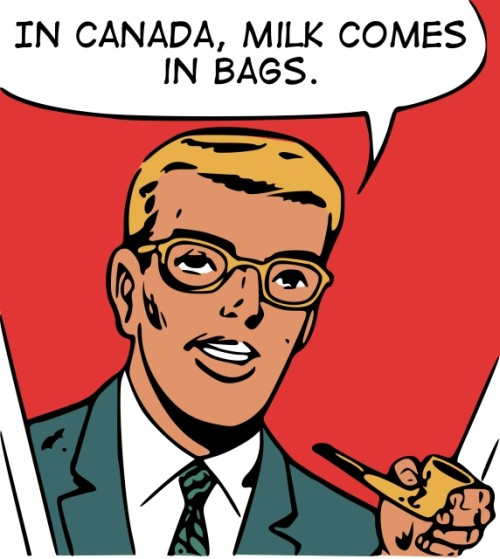 IN CANADA, MILK COMES
IN BAGS.